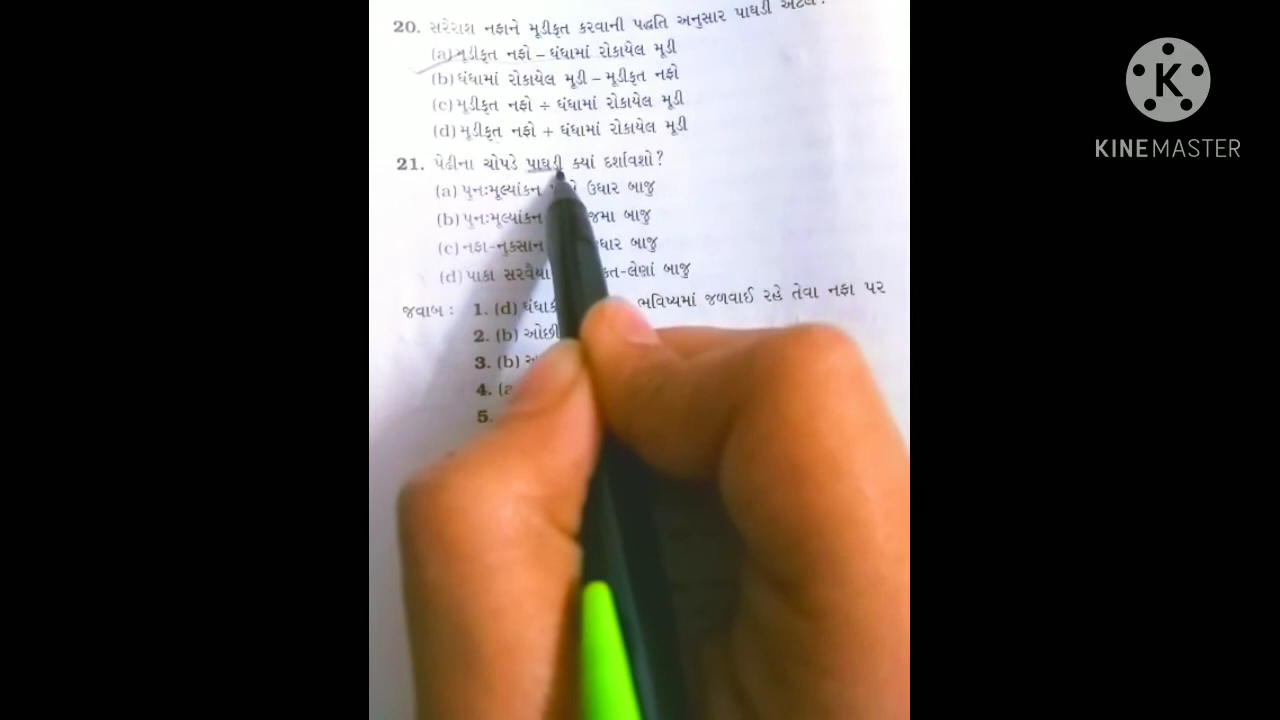 20. સરેરાશ નફાને મૂડીકૃત કરવાની પદ્ધતિ અનુસાર પાઘડી એટલે ?
(a) મૂડીકૃત નફો – ધંધામાં રોકાયેલ મૂડી
(b) ધંધામાં રોકાયેલ મૂડી – મૂડીકૃત નફો
(c) મૂડીકૃત નફો ÷ ધંધામાં રોકાયેલ મૂડી
(d) મૂડીકૃત નફો + ધંધામાં રોકાયેલ મૂડી
21. પેઢીના ચોપડે પાઘડી ક્યાં દર્શાવશો?
(a) પુનઃમૂલ્યાંકન ઉધાર બાજુ
(b) પુનઃમૂલ્યાંકન જમા બાજુ
(c) નફા-નુકસાન બાજુ
(d) પાકા સરવૈયા લેણાં બાજુ
જવાબ : 1. (d) ભવિષ્યમાં જળવાઈ રહે તેવા નફા પર
2. (b) ઓછી
3. (b)
4.
5.
KINEMASTER